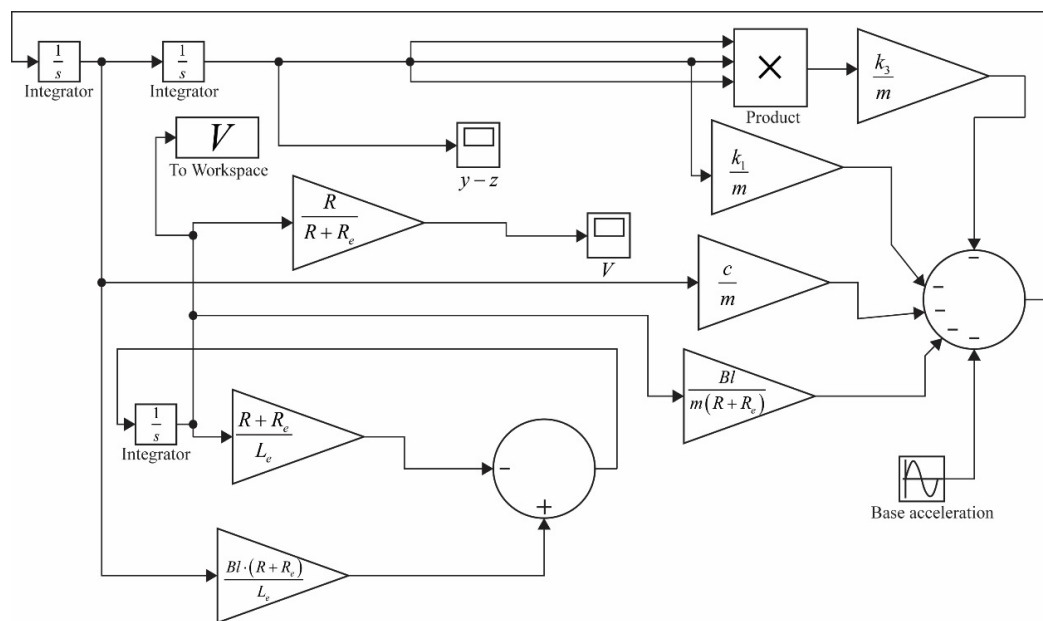 1
s
Integrator
1
s
Integrator
×
Product
k₃
m
V
To Workspace
y − z
k₁
m
R
R + Rₑ
V
c
m
−
−
−
−
−
Bl
m(R + Rₑ)
1
s
Integrator
R + Rₑ
Lₑ
−
+
Base acceleration
Bl·(R + Rₑ)
Lₑ